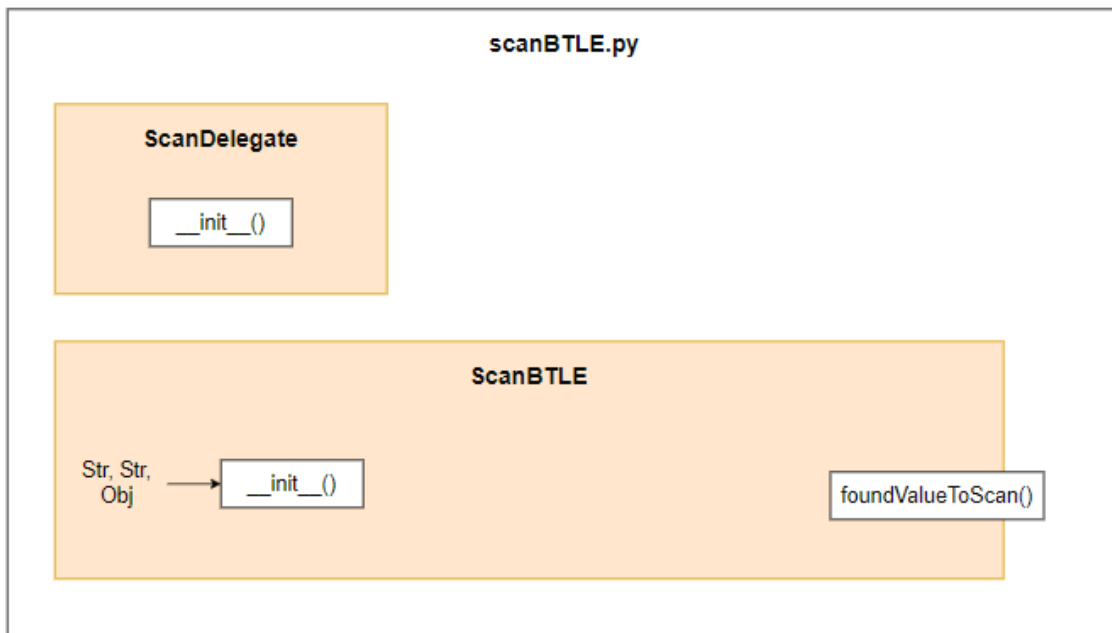 scanBTLE.py
ScanDelegate
__init__()
ScanBTLE
Str, Str,
Obj
__init__()
foundValueToScan()